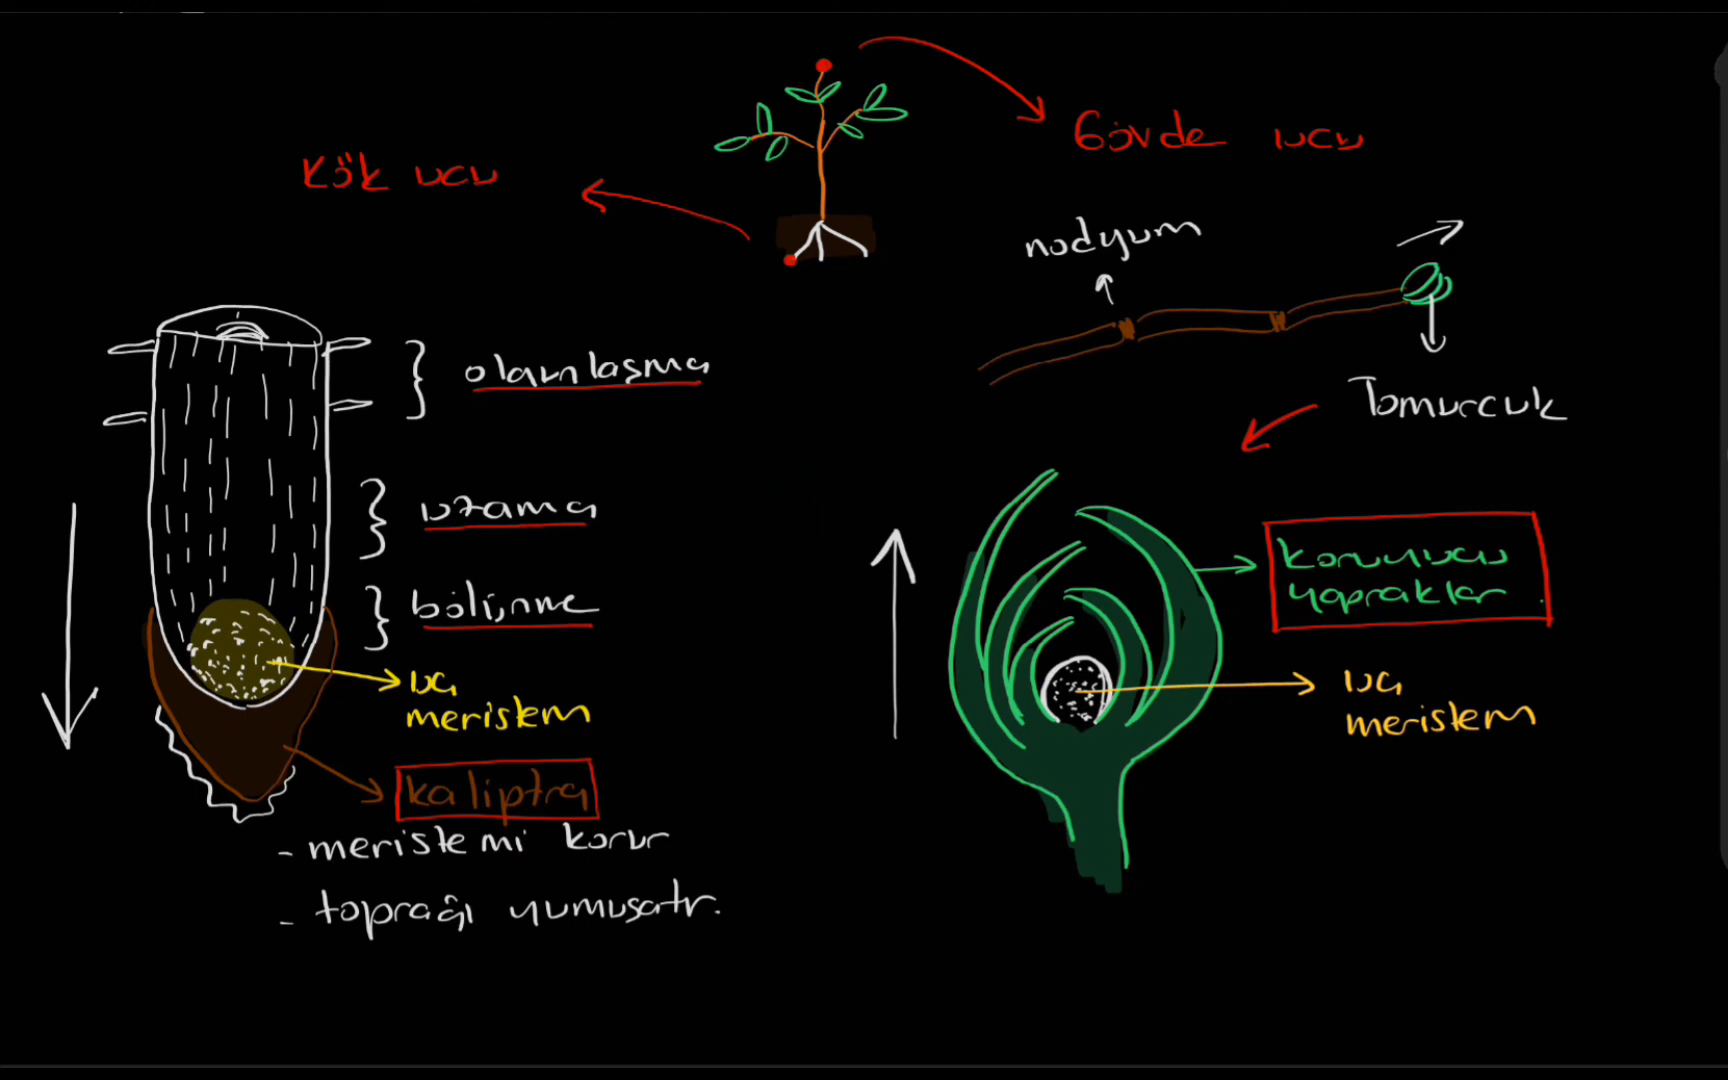 Gövde ucu
Kök ucu
nodyum
olgunlaşma
Tomurcuk
uzama
koruyucu
yapraklar
bölünme
uç
meristem
uç
meristem
kaliptra
- meristemi korur
- toprağı yumuşatır.